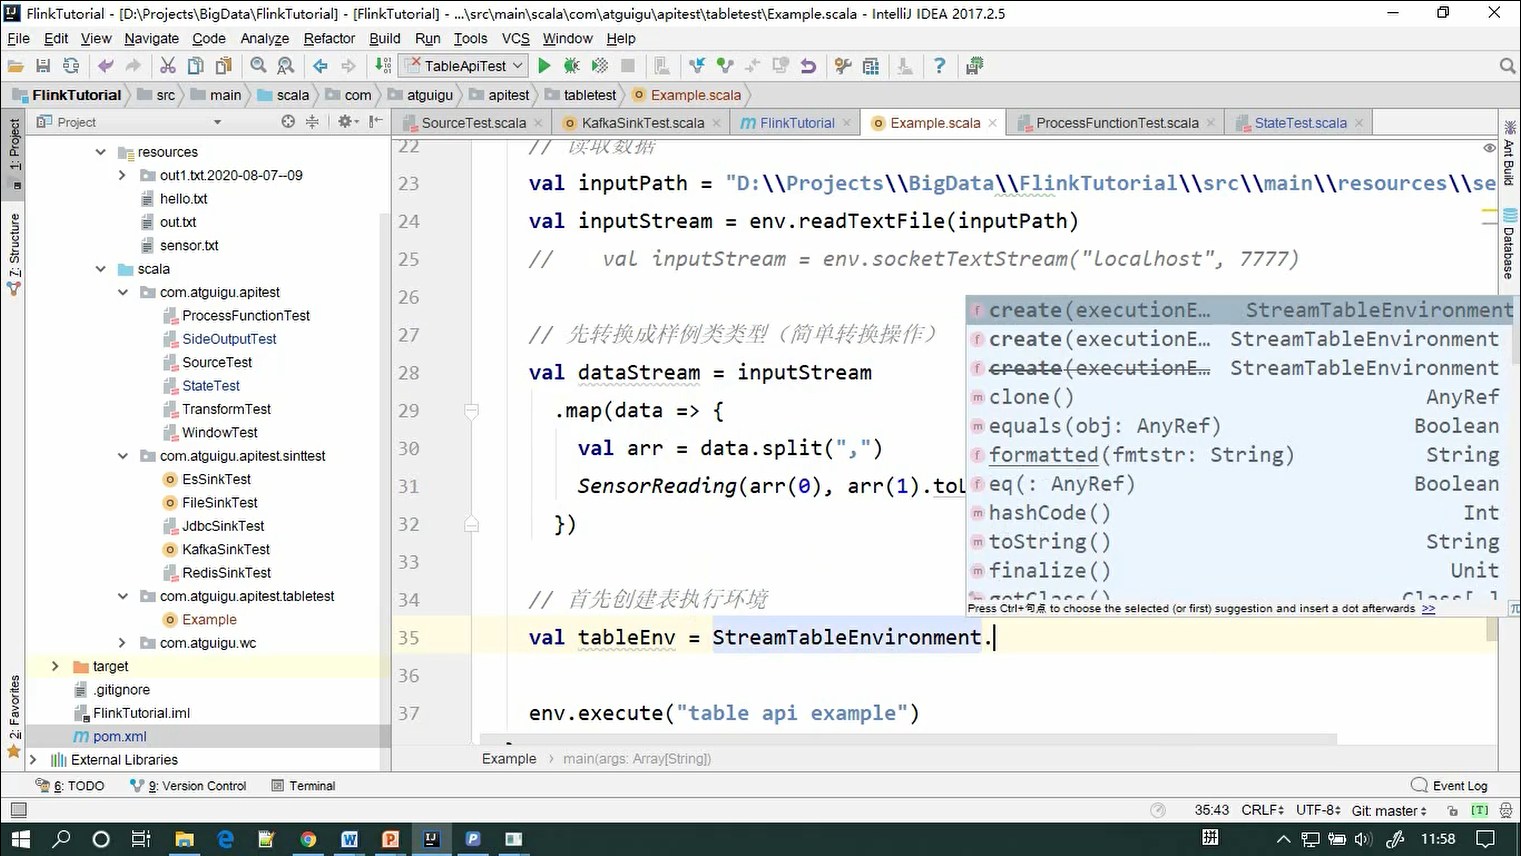 FlinkTutorial - [D:\Projects\BigData\FlinkTutorial] - [FlinkTutorial] - ...\src\main\scala\com\atguigu\apitest\tabletest\Example.scala - IntelliJ IDEA 2017.2.5
File Edit View Navigate Code Analyze Refactor Build Run Tools VCS Window Help
TableApiTest
FlinkTutorial src main scala com atguigu apitest tabletest Example.scala
Project
SourceTest.scala KafkaSinkTest.scala FlinkTutorial Example.scala ProcessFunctionTest.scala StateTest.scala
1: Project
7: Structure
2: Favorites
Ant Build
Database
resources
out1.txt.2020-08-07--09
hello.txt
out.txt
sensor.txt
scala
com.atguigu.apitest
ProcessFunctionTest
SideOutputTest
SourceTest
StateTest
TransformTest
WindowTest
com.atguigu.apitest.sinttest
EsSinkTest
FileSinkTest
JdbcSinkTest
KafkaSinkTest
RedisSinkTest
com.atguigu.apitest.tabletest
Example
com.atguigu.wc
target
.gitignore
FlinkTutorial.iml
pom.xml
External Libraries
22 // 读取数据
23 val inputPath = "D:\\Projects\\BigData\\FlinkTutorial\\src\\main\\resources\\se
24 val inputStream = env.readTextFile(inputPath)
25 // val inputStream = env.socketTextStream("localhost", 7777)
26
27 // 先转换成样例类类型（简单转换操作）
28 val dataStream = inputStream
29 .map(data => {
30 val arr = data.split(",")
31 SensorReading(arr(0), arr(1).toL
32 })
33
34 // 首先创建表执行环境
35 val tableEnv = StreamTableEnvironment.
36
37 env.execute("table api example")
create(executionE… StreamTableEnvironment
create(executionE… StreamTableEnvironment
create(executionE… StreamTableEnvironment
clone() AnyRef
equals(obj: AnyRef) Boolean
formatted(fmtstr: String) String
eq(: AnyRef) Boolean
hashCode() Int
toString() String
finalize() Unit
getClass() Class[_]
Press Ctrl+句点 to choose the selected (or first) suggestion and insert a dot afterwards >> π
Example main(args: Array[String])
6: TODO 9: Version Control Terminal Event Log
35:43 CRLF UTF-8 Git: master [T]
拼 11:58